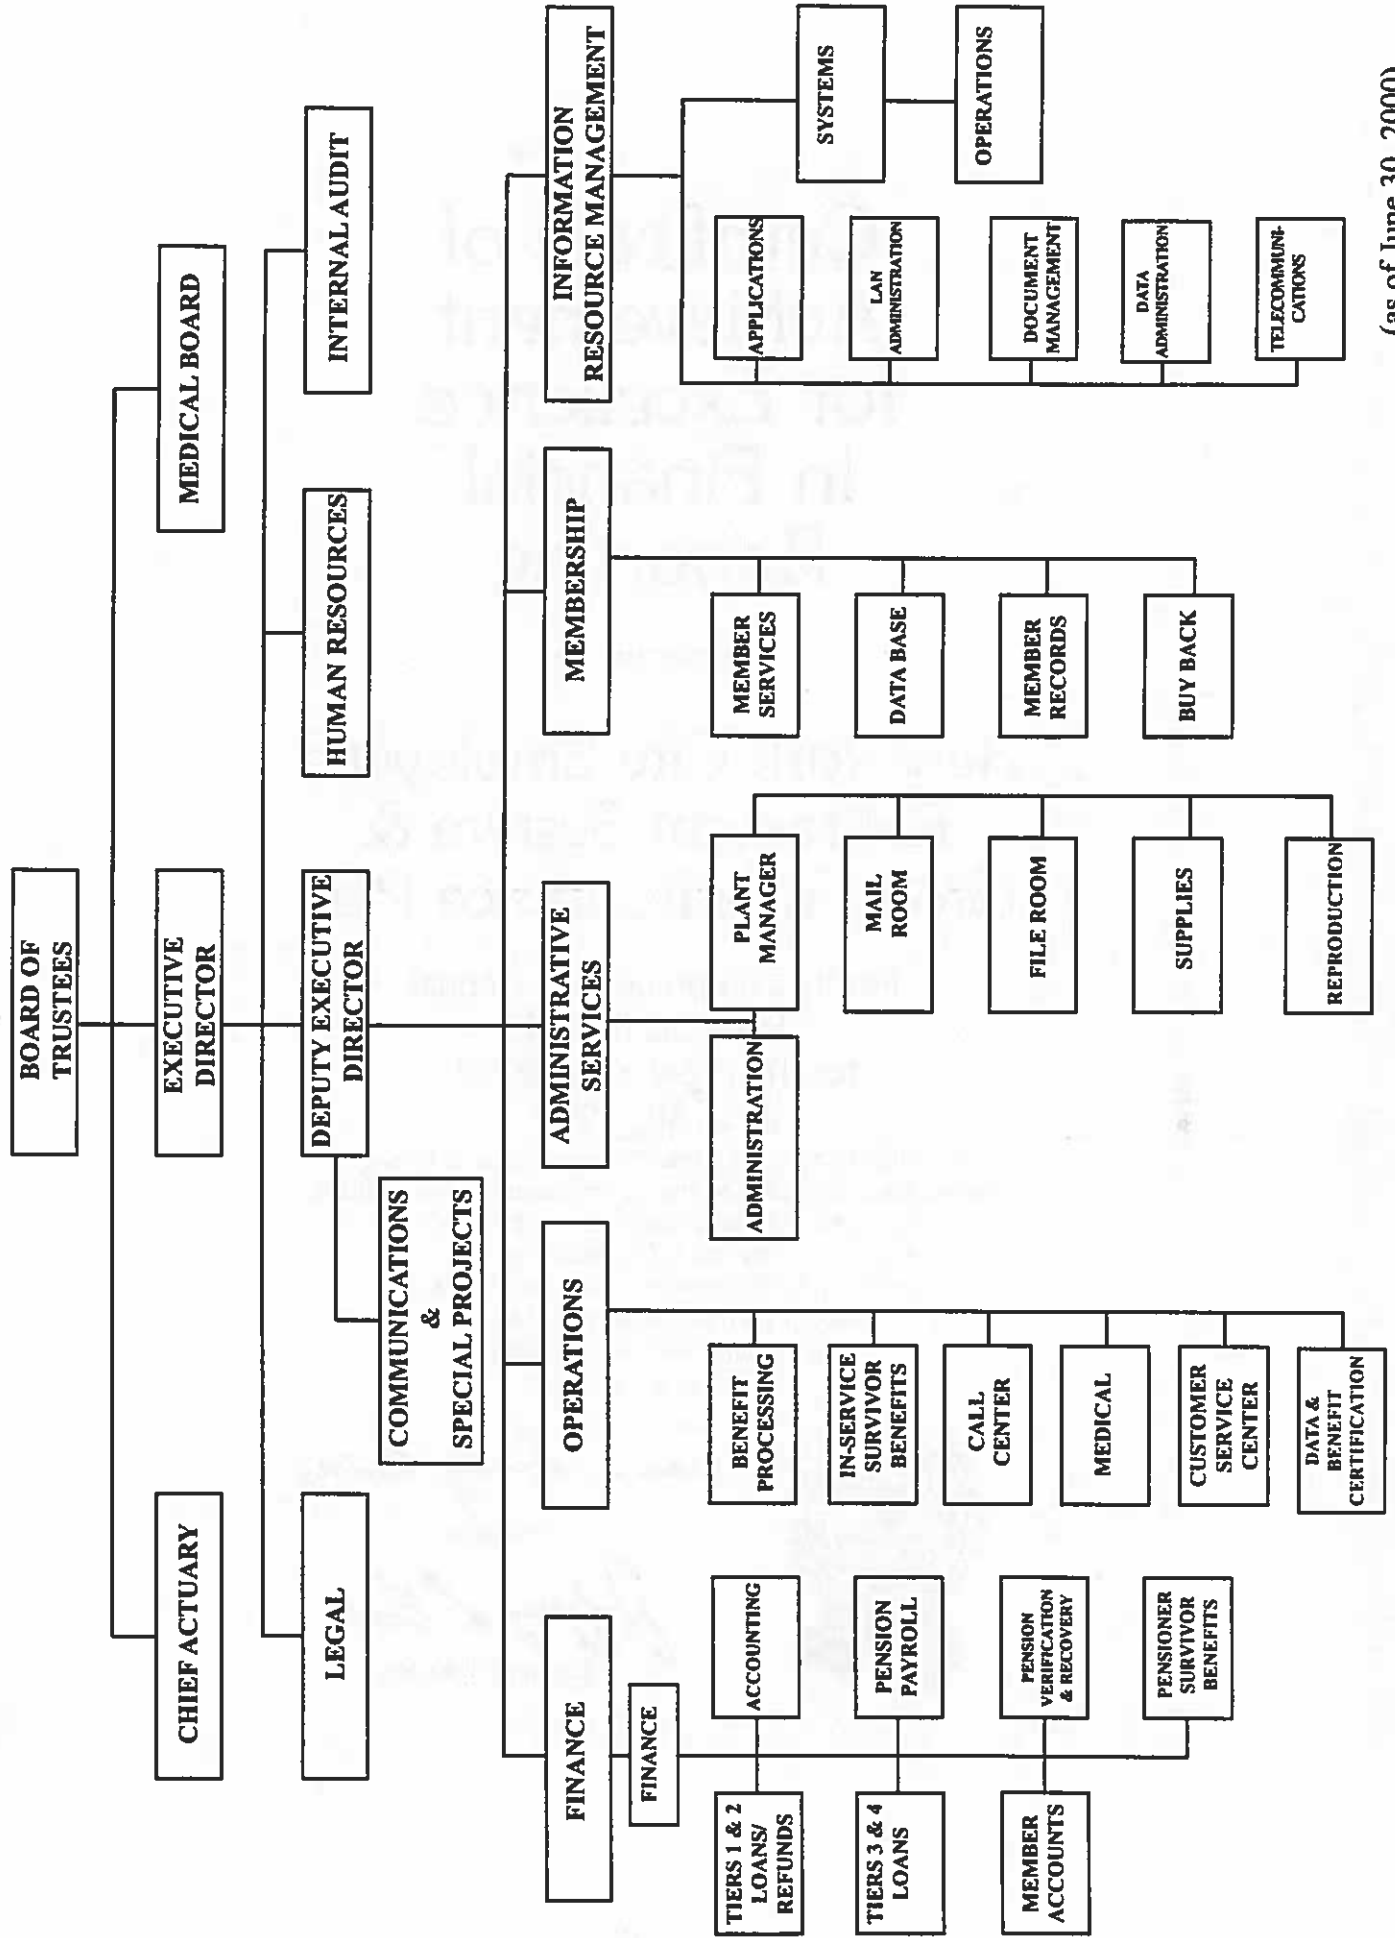 BOARD OF
TRUSTEES
CHIEF ACTUARY
EXECUTIVE
DIRECTOR
MEDICAL BOARD
LEGAL
DEPUTY EXECUTIVE
DIRECTOR
HUMAN RESOURCES
INTERNAL AUDIT
COMMUNICATIONS
&
SPECIAL PROJECTS
FINANCE
OPERATIONS
ADMINISTRATIVE
SERVICES
MEMBERSHIP
INFORMATION
RESOURCE MANAGEMENT
FINANCE
TIERS 1 & 2
LOANS/
REFUNDS
ACCOUNTING
TIERS 3 & 4
LOANS
PENSION
PAYROLL
MEMBER
ACCOUNTS
PENSION
VERIFICATION
& RECOVERY
PENSIONER
SURVIVOR
BENEFITS
BENEFIT
PROCESSING
IN-SERVICE
SURVIVOR
BENEFITS
CALL
CENTER
MEDICAL
CUSTOMER
SERVICE
CENTER
DATA &
BENEFIT
CERTIFICATION
ADMINISTRATION
PLANT
MANAGER
MAIL
ROOM
FILE ROOM
SUPPLIES
REPRODUCTION
MEMBER
SERVICES
DATA BASE
MEMBER
RECORDS
BUY BACK
APPLICATIONS
LAN
ADMINISTRATION
DOCUMENT
MANAGEMENT
DATA
ADMINISTRATION
TELECOMMUNI-
CATIONS
SYSTEMS
OPERATIONS
(as of June 30, 2000)